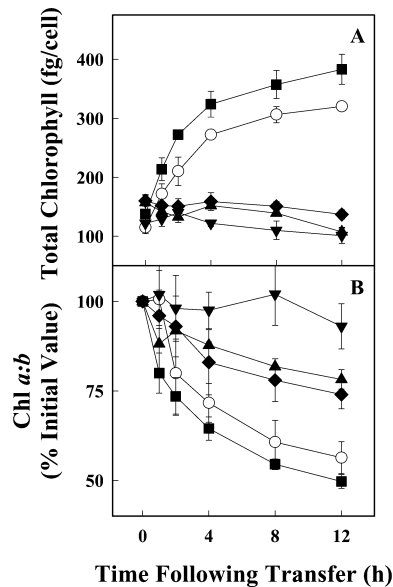 A
400
300
200
100
Total Chlorophyll (fg/cell)
B
100
75
50
Chl a:b
(% Initial Value)
0 4 8 12
Time Following Transfer (h)